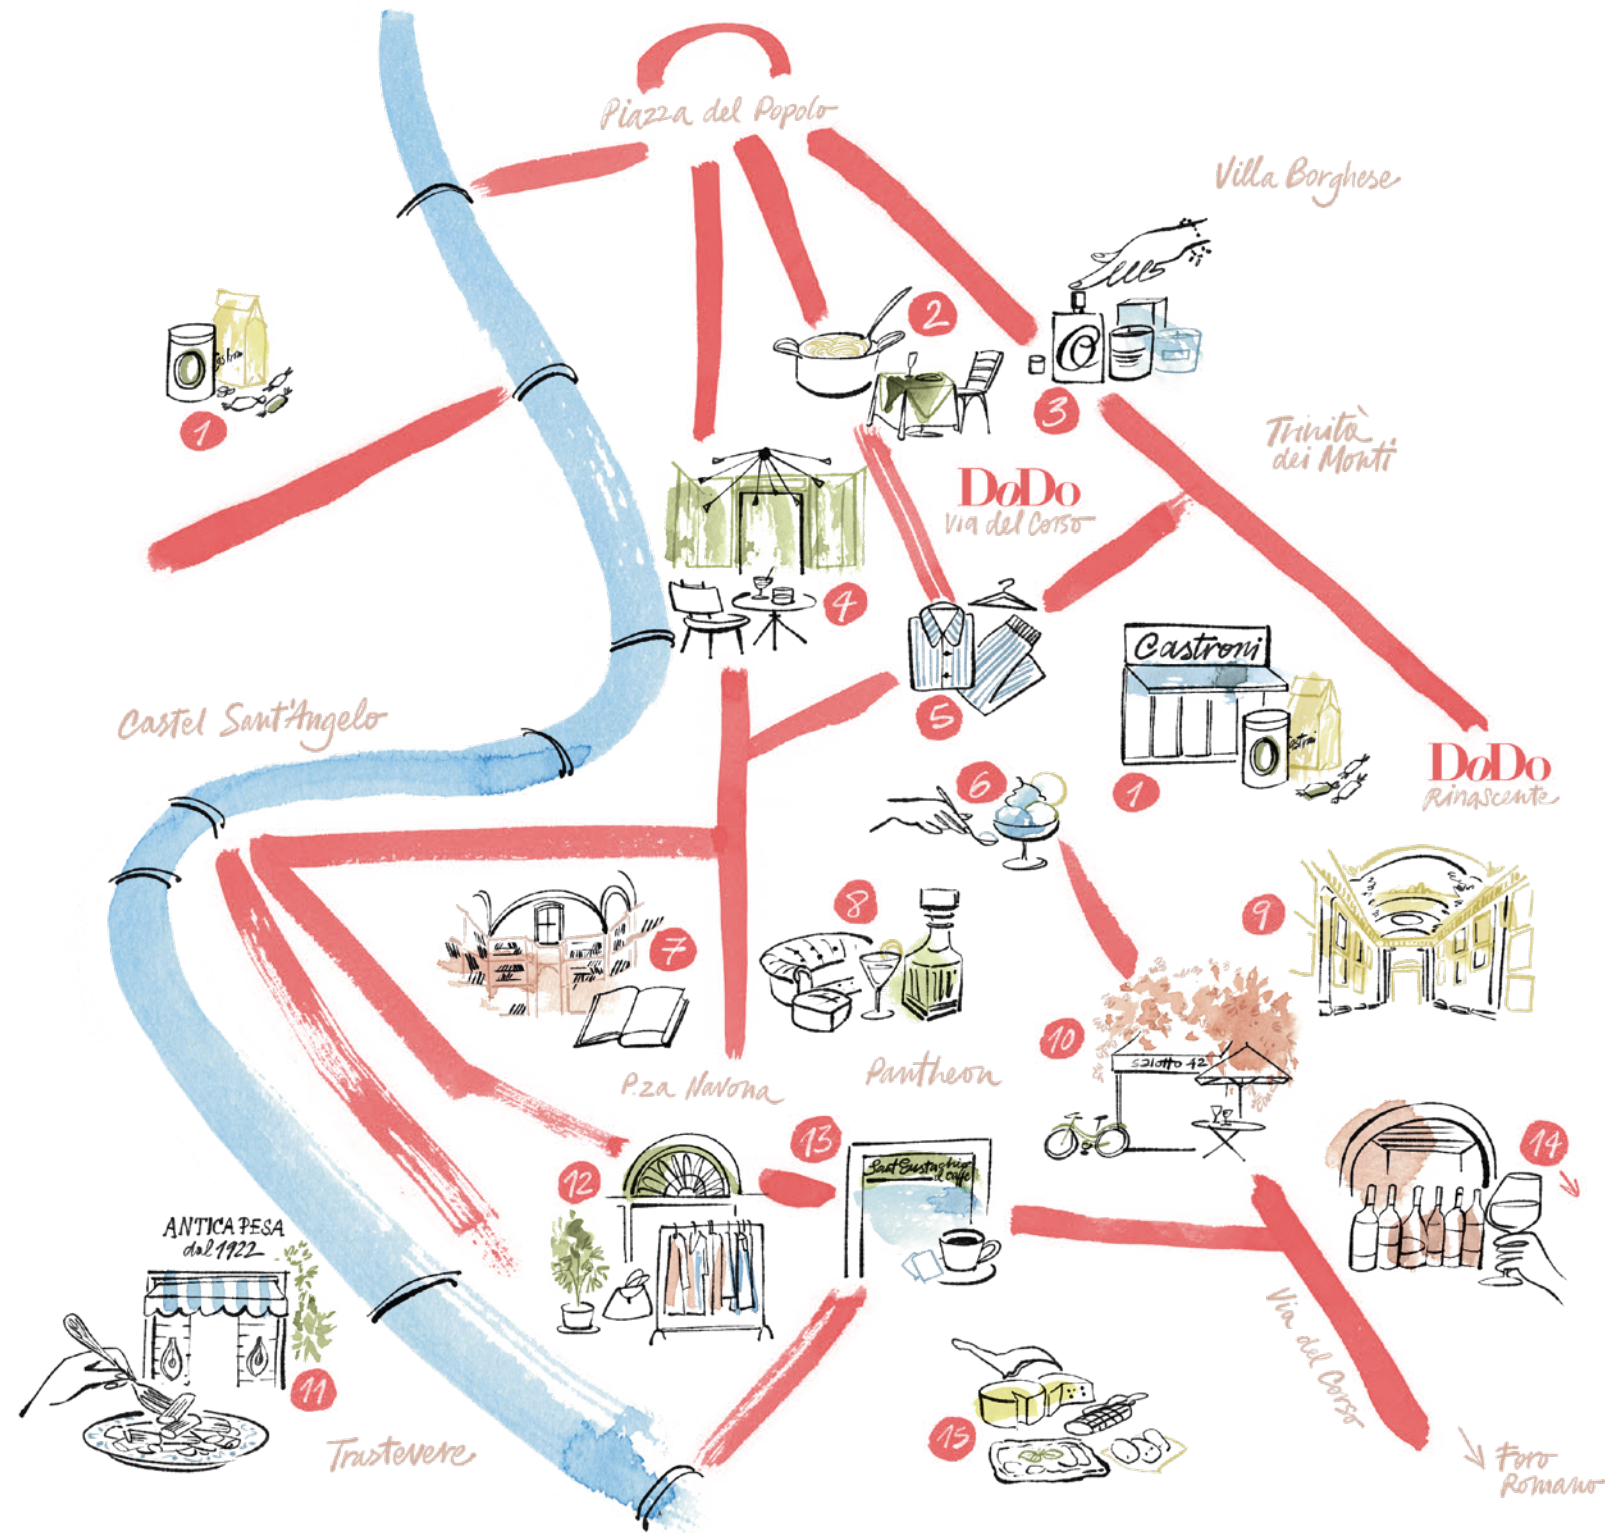 Piazza del Popolo
Villa Borghese
Castroni
1
2
O
3
Trinità
dei Monti
DoDo
Via del Corso
4
5
Castroni
O
1
Castel Sant'Angelo
DoDo
Rinascente
6
7
8
9
10
Salotto 42
P.za Navona
Pantheon
11
ANTICA PESA
dal 1922
12
13
Sant Eustachio
il caffè
14
Via del Corso
15
Trastevere
Foro
Romano